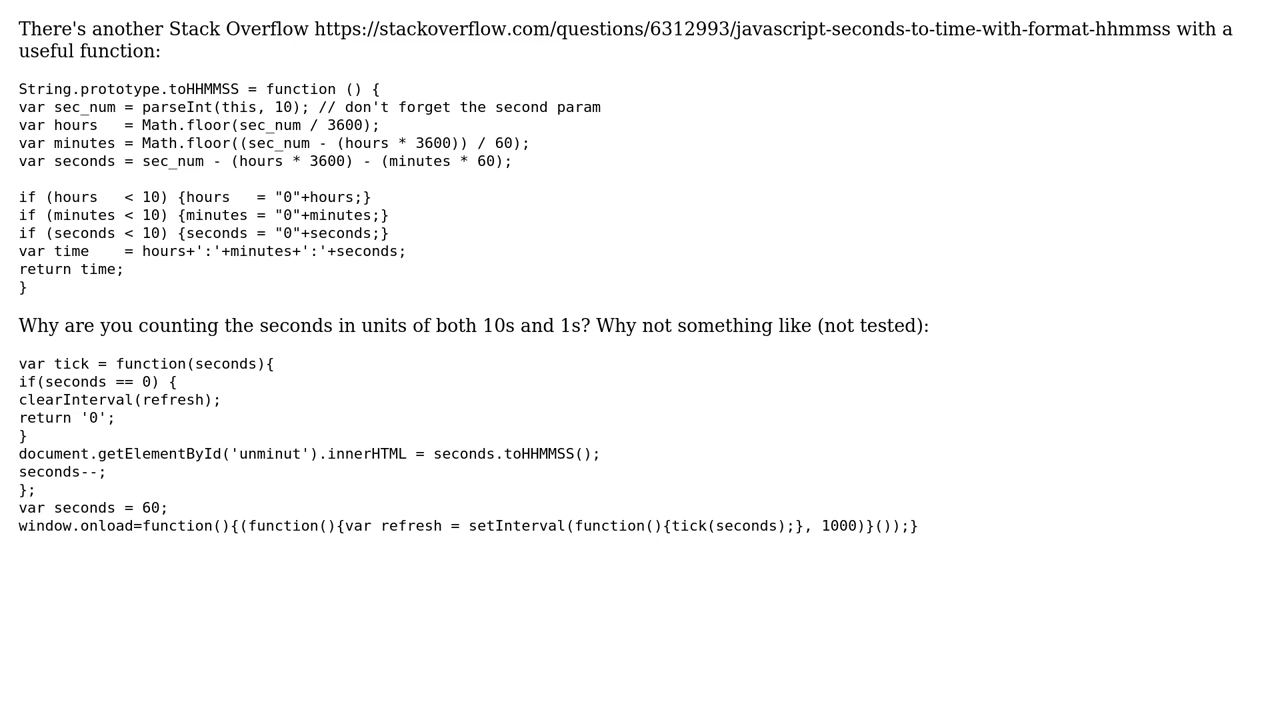 There's another Stack Overflow https://stackoverflow.com/questions/6312993/javascript-seconds-to-time-with-format-hhmmss with a
useful function:
String.prototype.toHHMMSS = function () {
var sec_num = parseInt(this, 10); // don't forget the second param
var hours   = Math.floor(sec_num / 3600);
var minutes = Math.floor((sec_num - (hours * 3600)) / 60);
var seconds = sec_num - (hours * 3600) - (minutes * 60);
if (hours   < 10) {hours   = "0"+hours;}
if (minutes < 10) {minutes = "0"+minutes;}
if (seconds < 10) {seconds = "0"+seconds;}
var time    = hours+':'+minutes+':'+seconds;
return time;
}
Why are you counting the seconds in units of both 10s and 1s? Why not something like (not tested):
var tick = function(seconds){
if(seconds == 0) {
clearInterval(refresh);
return '0';
}
document.getElementById('unminut').innerHTML = seconds.toHHMMSS();
seconds--;
};
var seconds = 60;
window.onload=function(){(function(){var refresh = setInterval(function(){tick(seconds);}, 1000)}());}